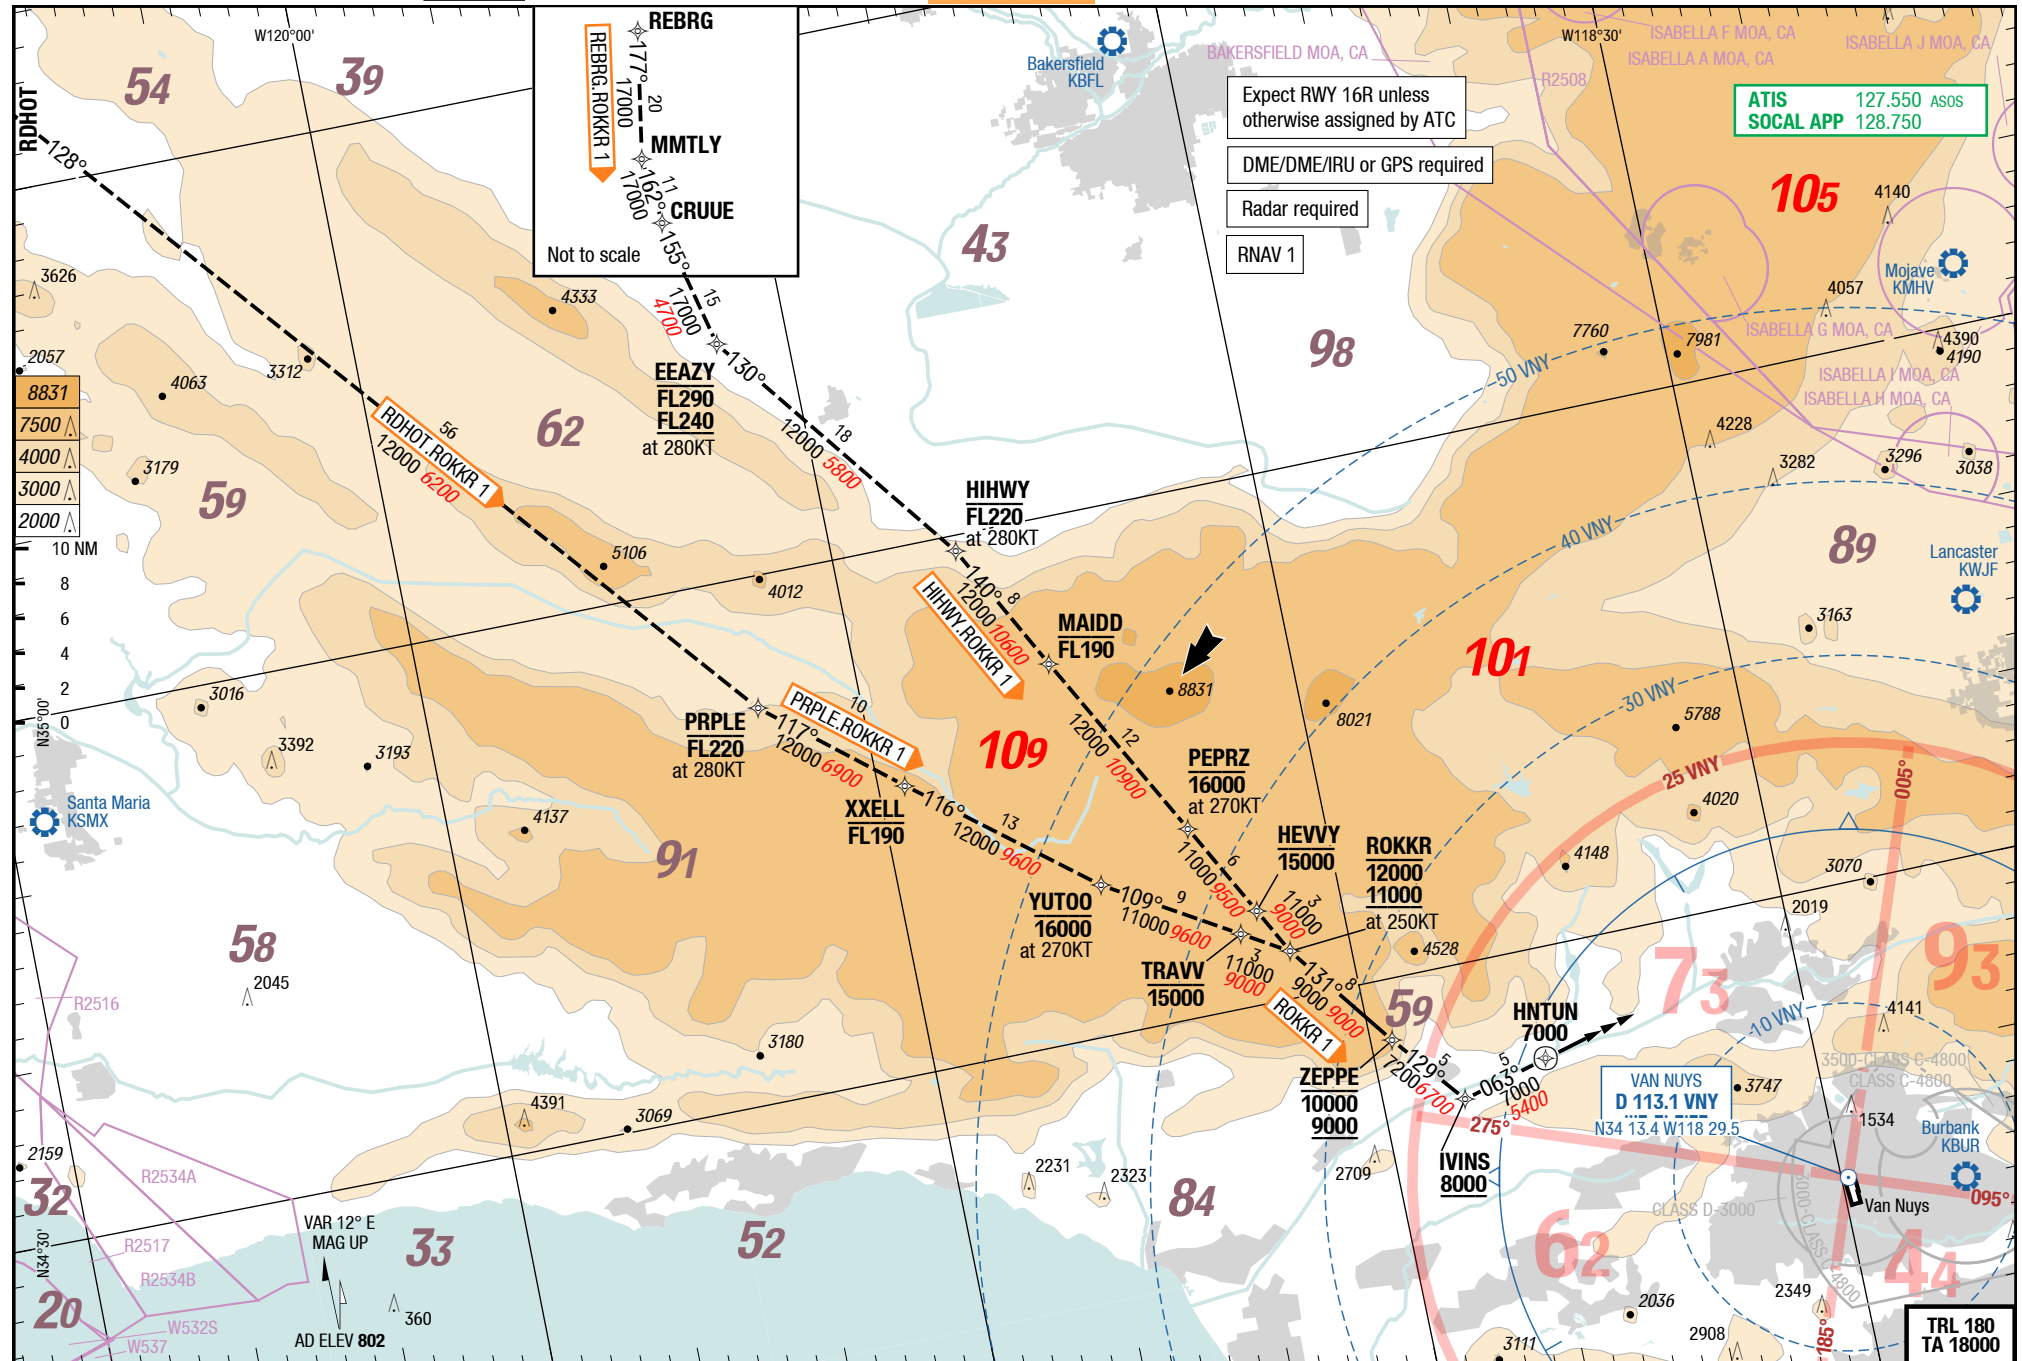 W120°00'
REBRG
177°
20
17000
REBRG.ROKKR 1
MMTLY
162°
11
17000
CRUUE
155°
Not to scale
15
17000
4700
54
39
RDHOT
128°
Bakersfield
KBFL
BAKERSFIELD MOA, CA
W118°30'
ISABELLA F MOA, CA
ISABELLA A MOA, CA
ISABELLA J MOA, CA
R2508
Expect RWY 16R unless
otherwise assigned by ATC
DME/DME/IRU or GPS required
Radar required
RNAV 1
ATIS 127.550 ASOS
SOCAL APP 128.750
105
4140
43
Mojave
KMHV
4057
3626
4333
98
7760
7981
ISABELLA G MOA, CA
4390
4190
2057
4063
3312
50 VNY
ISABELLA I MOA, CA
ISABELLA H MOA, CA
EEAZY
FL290
FL240
at 280KT
130°
8831
7500
4000
3000
2000
10 NM
8
6
4
2
0
3179
59
62
RDHOT.ROKKR 1
56
12000 6200
18
12000 5800
4228
3282
3296
3038
HIHWY
FL220
at 280KT
40 VNY
89
Lancaster
KWJF
5106
4012
140°
8
12000 10600
HIHWY.ROKKR 1
MAIDD
FL190
3163
101
8831
8021
30 VNY
5788
N35°00'
3016
3392
3193
PRPLE
FL220
at 280KT
117°
PRPLE.ROKKR 1
10
12000 6900
109
12
12000 10900
PEPRZ
16000
at 270KT
25 VNY
005°
Santa Maria
KSMX
4137
XXELL
FL190
116°
13
12000 9600
4020
91
HEVVY
15000
6
11000 9500
ROKKR
12000
11000
at 250KT
3
11000
9000
4148
3070
YUTOO
16000
at 270KT
109°
9
11000 9600
2019
58
4528
TRAVV
15000
3
11000
9000
131°
8
9000 9000
73
93
2045
R2516
ROKKR 1
59
HNTUN
7000
10 VNY
4141
3180
ZEPPE
10000
9000
129°
5
7200 6700
063°
5
7000
5400
3500-CLASS C-4800
CLASS C-4800
VAN NUYS
D 113.1 VNY
N34 13.4 W118 29.5
3747
4391
3069
275°
1534
Burbank
KBUR
2159
R2534A
2231
2323
2709
IVINS
8000
32
84
CLASS D-3000
3000-CLASS C-4800
Van Nuys
095°
VAR 12° E
MAG UP
R2517
R2534B
N34°30'
33
52
62
44
20
W532S
W537
360
AD ELEV 802
2036
2349
185°
3111
2908
TRL 180
TA 18000